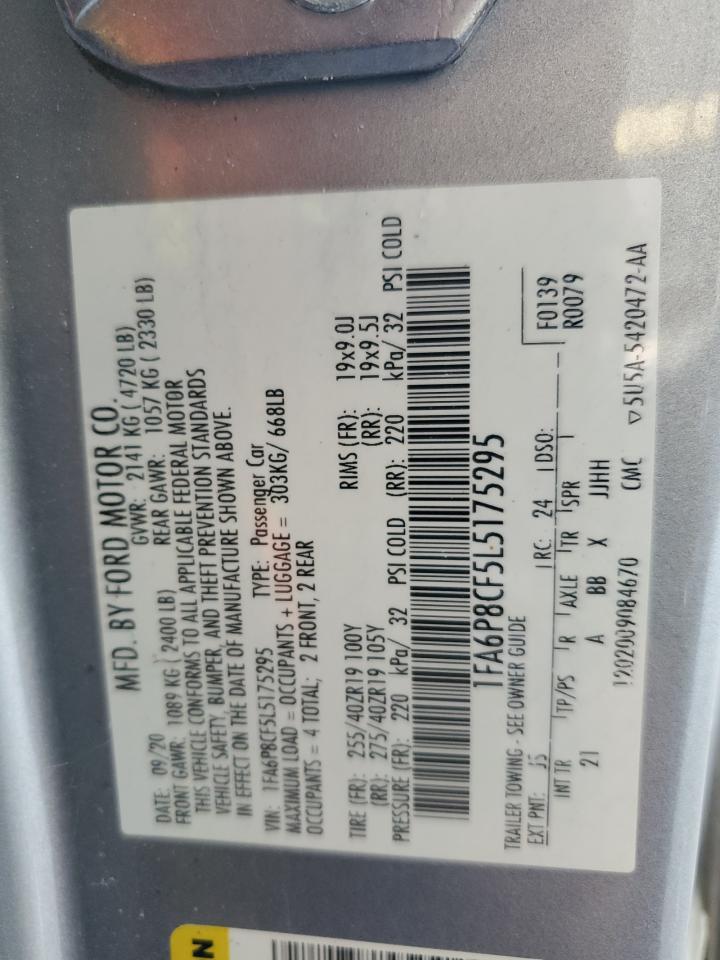 MFD. BY FORD MOTOR CO.
DATE: 09/20 GVWR: 2141 KG ( 4720 LB)
FRONT GAWR: 1089 KG ( 2400 LB) REAR GAWR: 1057 KG ( 2330 LB)
THIS VEHICLE CONFORMS TO ALL APPLICABLE FEDERAL MOTOR
VEHICLE SAFETY, BUMPER, AND THEFT PREVENTION STANDARDS
IN EFFECT ON THE DATE OF MANUFACTURE SHOWN ABOVE.
VIN: 1FA6P8CF5L5175295 TYPE: Passenger Car
MAXIMUM LOAD = OCCUPANTS + LUGGAGE = 303KG/ 668LB
OCCUPANTS = 4 TOTAL: 2 FRONT, 2 REAR
TIRE (FR): 255/40ZR19 100Y RIMS (FR): 19x9.0J
(RR): 275/40ZR19 105Y (RR): 19x9.5J
PRESSURE (FR): 220 kPa/ 32 PSI COLD (RR): 220 kPa/ 32 PSI COLD
1FA6P8CF5L5175295
TRAILER TOWING - SEE OWNER GUIDE
EXT PNT: J5 RC: 24 DSO: F0139
R0079
INT TR TP/PS R AXLE TR SPR
21 A BB X JJHH
1202009084670 CMC ▽5U5A-5420472-AA
N